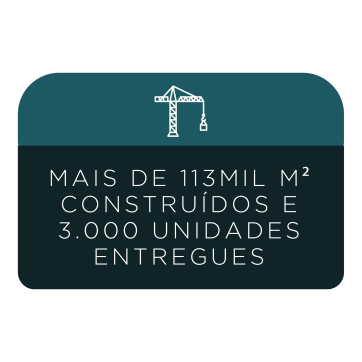 MAIS DE 113MIL M²
CONSTRUÍDOS E
3.000 UNIDADES
ENTREGUES